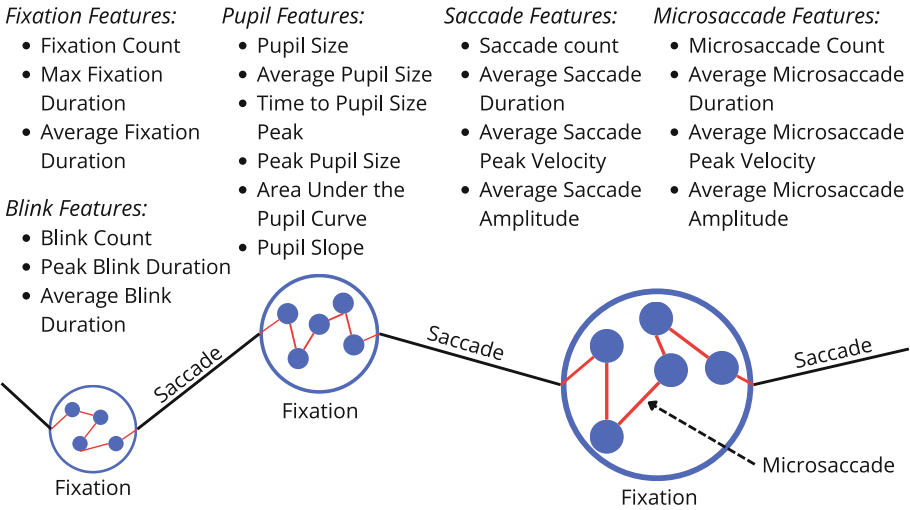 Fixation Features:
• Fixation Count
• Max Fixation
Duration
• Average Fixation
Duration
Blink Features:
• Blink Count
• Peak Blink Duration
• Average Blink
Duration
Pupil Features:
• Pupil Size
• Average Pupil Size
• Time to Pupil Size
Peak
• Peak Pupil Size
• Area Under the
Pupil Curve
• Pupil Slope
Saccade Features:
• Saccade count
• Average Saccade
Duration
• Average Saccade
Peak Velocity
• Average Saccade
Amplitude
Microsaccade Features:
• Microsaccade Count
• Average Microsaccade
Duration
• Average Microsaccade
Peak Velocity
• Average Microsaccade
Amplitude
Fixation
Saccade
Fixation
Saccade
Fixation
Saccade
Microsaccade